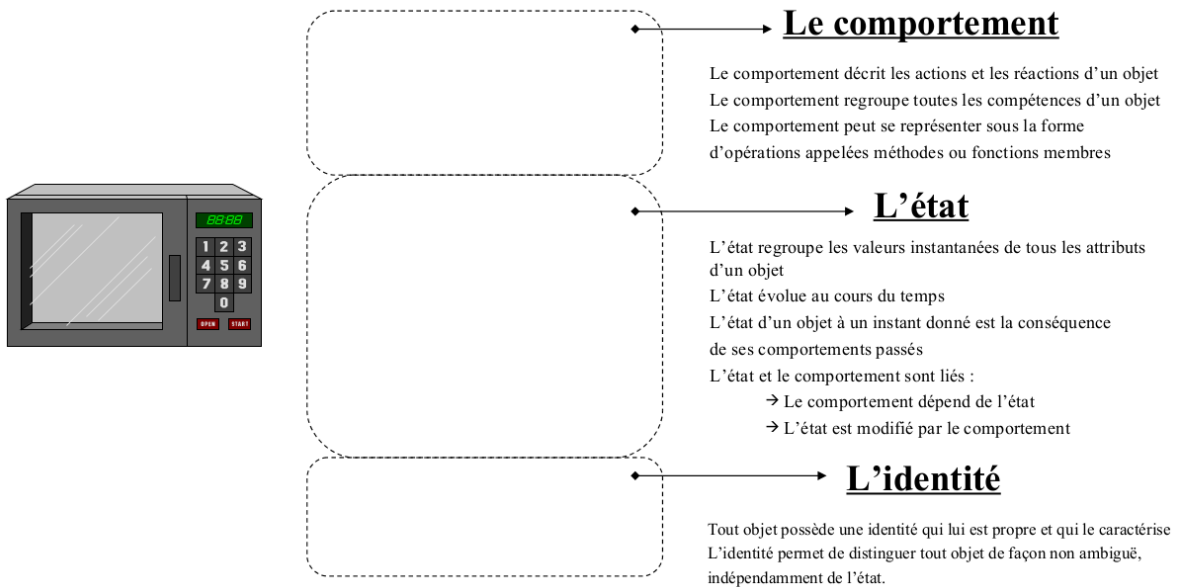 Le comportement
Le comportement décrit les actions et les réactions d’un objet
Le comportement regroupe toutes les compétences d’un objet
Le comportement peut se représenter sous la forme
d’opérations appelées méthodes ou fonctions membres
88:88
1 2 3
4 5 6
7 8 9
0
OPEN START
L’état
L’état regroupe les valeurs instantanées de tous les attributs
d’un objet
L’état évolue au cours du temps
L’état d’un objet à un instant donné est la conséquence
de ses comportements passés
L’état et le comportement sont liés :
→ Le comportement dépend de l’état
→ L’état est modifié par le comportement
L’identité
Tout objet possède une identité qui lui est propre et qui le caractérise
L’identité permet de distinguer tout objet de façon non ambiguë,
indépendamment de l’état.